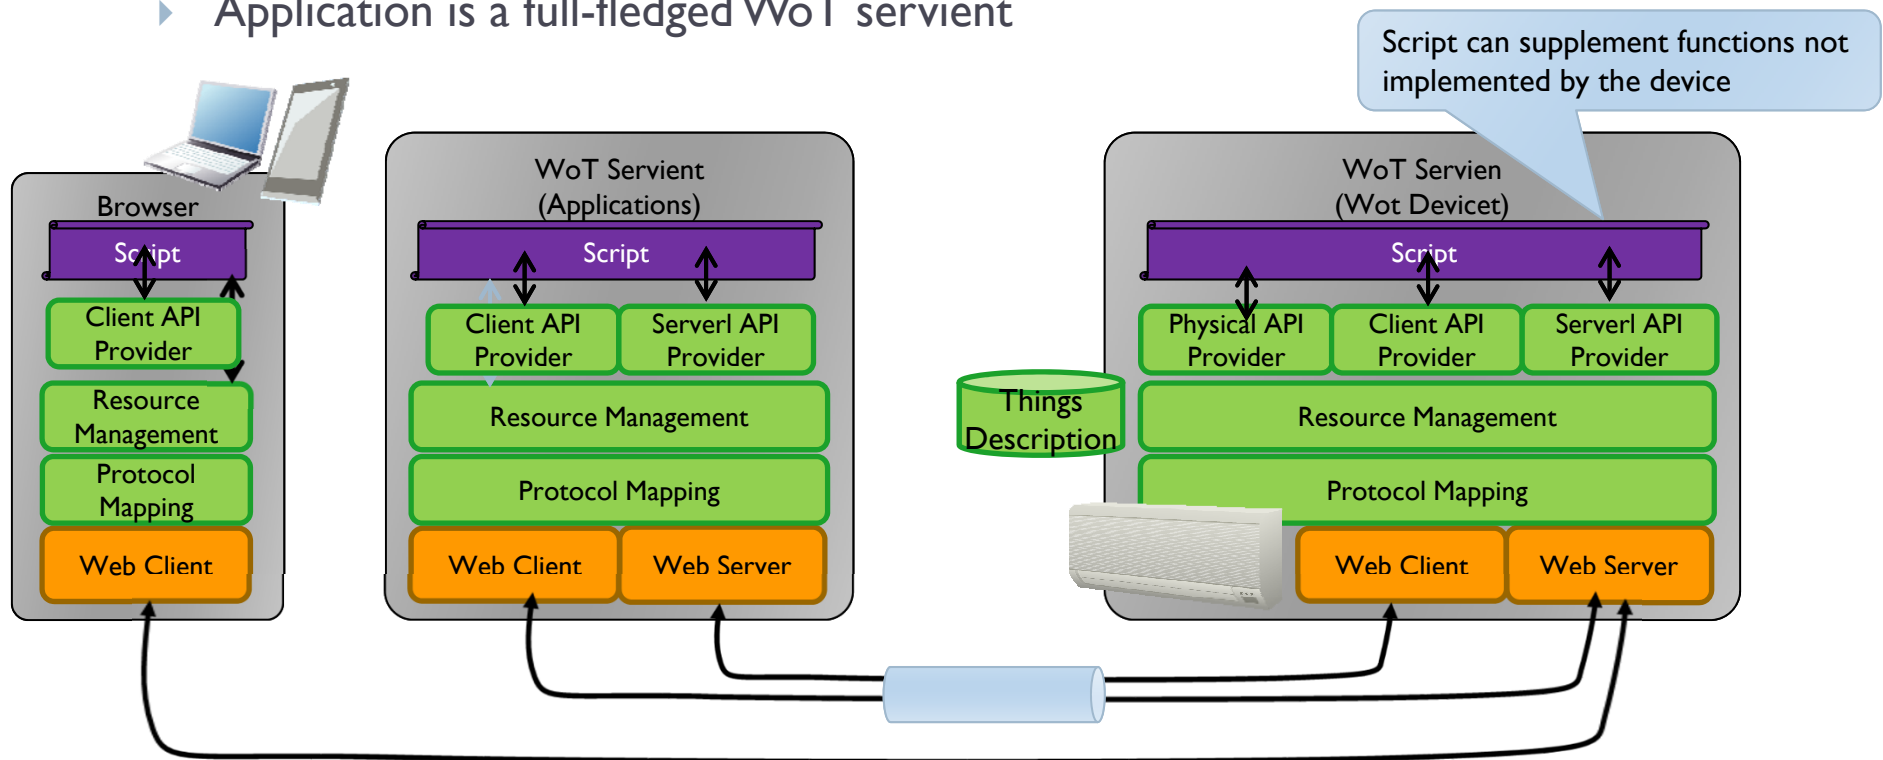 Application is a full-fledged WoT servient
Script can supplement functions not
implemented by the device
Browser
Script
Client API
Provider
Resource
Management
Protocol
Mapping
Web Client
WoT Servient
(Applications)
Script
Client API
Provider
Serverl API
Provider
Resource Management
Protocol Mapping
Web Client
Web Server
Things
Description
WoT Servien
(Wot Devicet)
Script
Physical API
Provider
Client API
Provider
Serverl API
Provider
Resource Management
Protocol Mapping
Web Client
Web Server